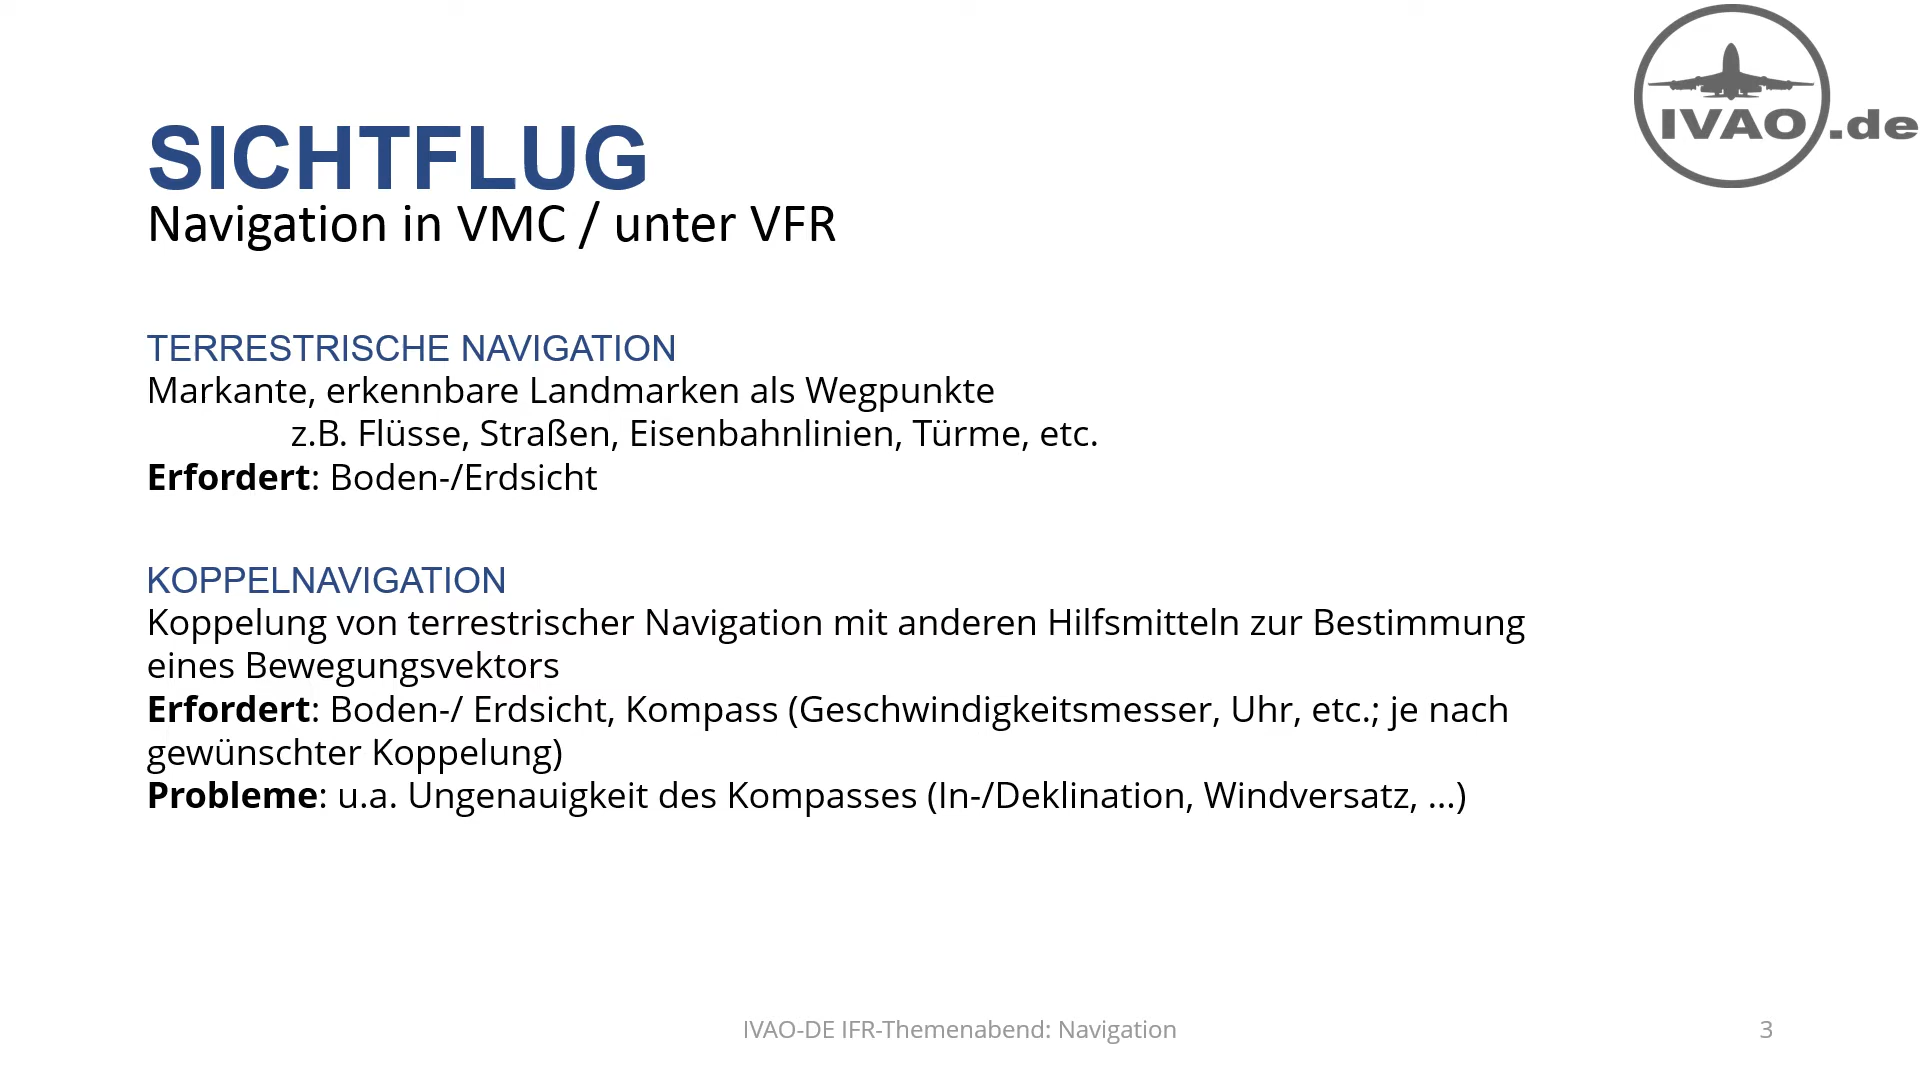 IVAO.de
SICHTFLUG
Navigation in VMC / unter VFR
TERRESTRISCHE NAVIGATION
Markante, erkennbare Landmarken als Wegpunkte
z.B. Flüsse, Straßen, Eisenbahnlinien, Türme, etc.
Erfordert: Boden-/Erdsicht
KOPPELNAVIGATION
Koppelung von terrestrischer Navigation mit anderen Hilfsmitteln zur Bestimmung
eines Bewegungsvektors
Erfordert: Boden-/ Erdsicht, Kompass (Geschwindigkeitsmesser, Uhr, etc.; je nach
gewünschter Koppelung)
Probleme: u.a. Ungenauigkeit des Kompasses (In-/Deklination, Windversatz, ...)
IVAO-DE IFR-Themenabend: Navigation
3